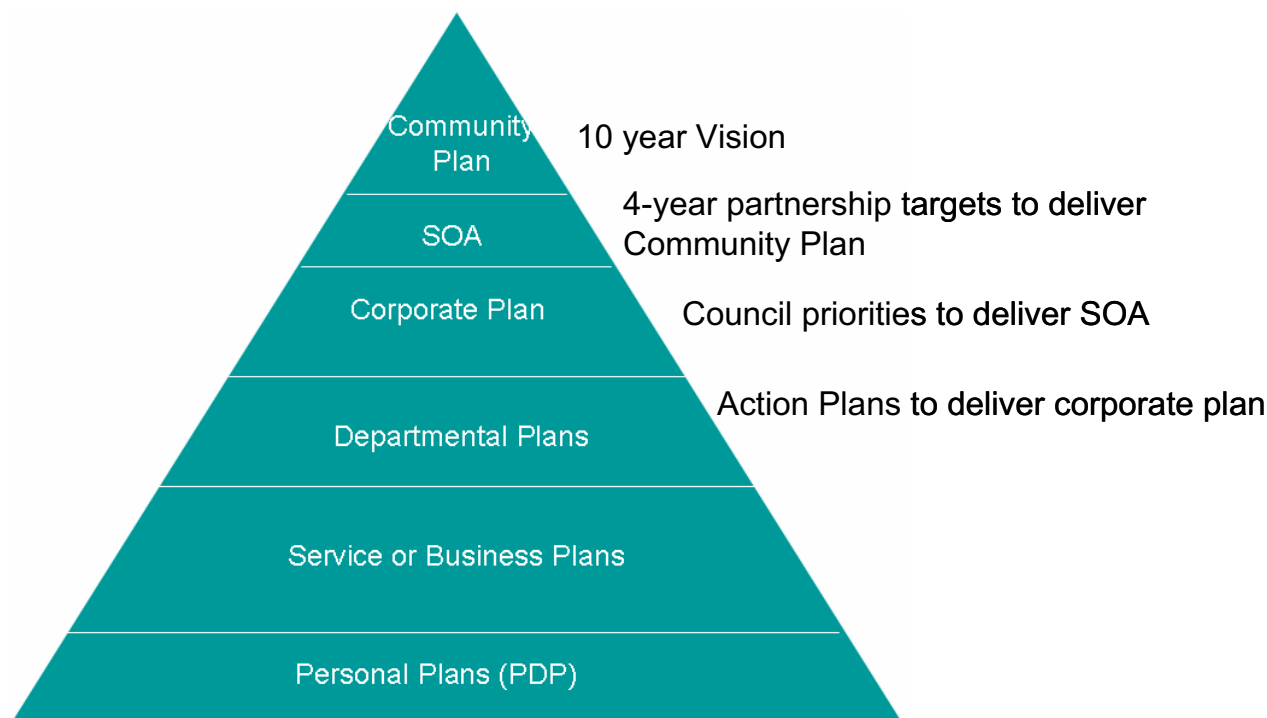 Community
Plan
10 year Vision
SOA
4-year partnership targets to deliver
Community Plan
Corporate Plan
Council priorities to deliver SOA
Departmental Plans
Action Plans to deliver corporate plan
Service or Business Plans
Personal Plans (PDP)